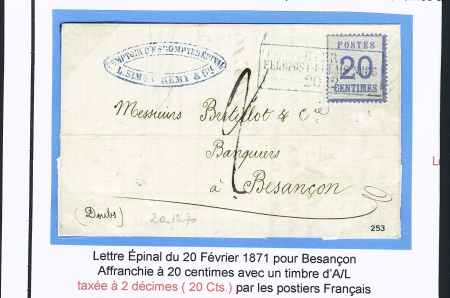 COMPTOIR D'ESCOMPTE D'ÉPINAL
L. SIMON REMY & Cie
POSTES
20
CENTIMES
Messieurs Bretillot & Cie
Banquiers
à Besançon
(Doubs)
20-12-70
253
Lettre Épinal du 20 Février 1871 pour Besançon
Affranchie à 20 centimes avec un timbre d'A/L
taxée à 2 décimes ( 20 Cts.) par les postiers Français